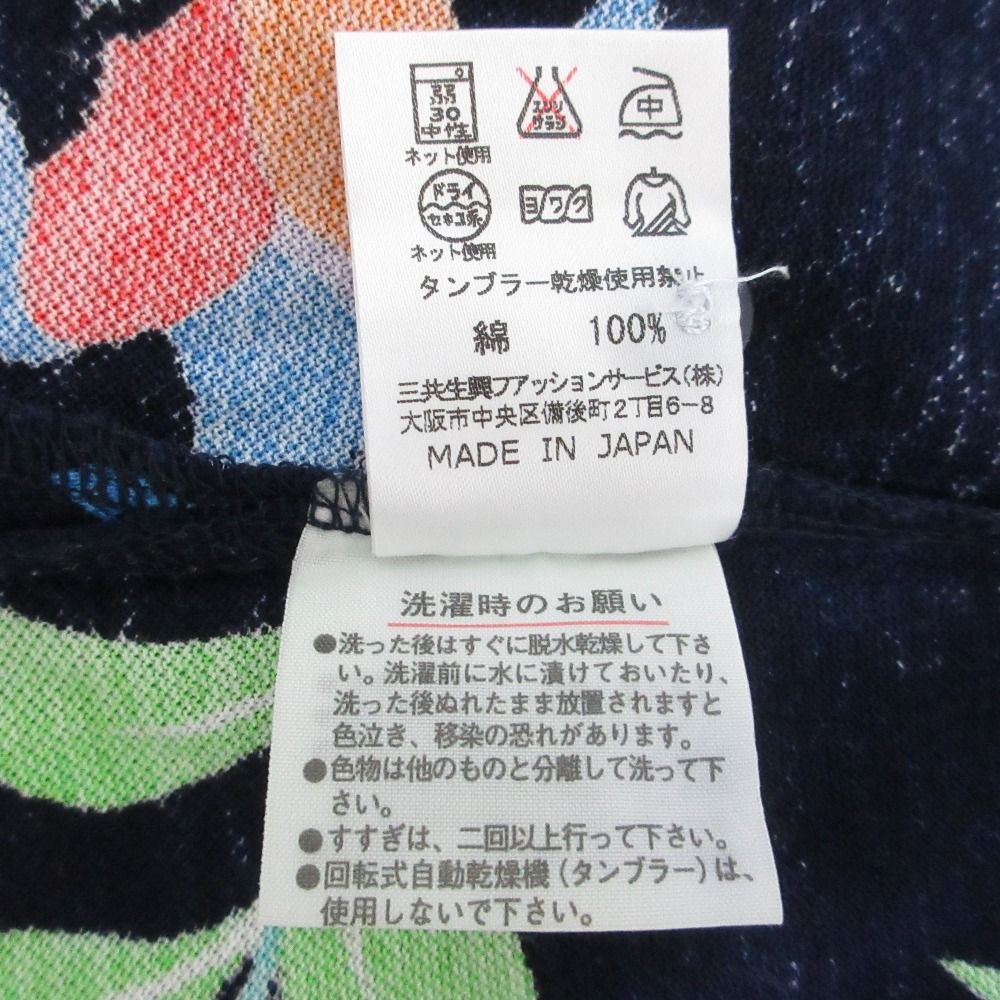 弱
30
中性
エンソ
サラシ
中
ネット使用
ドライ
セキユ系
ヨワク
ネット使用
タンブラー乾燥使用禁止
綿 100%
三共生興ファッションサービス(株)
大阪市中央区備後町2丁目6-8
MADE IN JAPAN
洗濯時のお願い
●洗った後はすぐに脱水乾燥して下さ
い。洗濯前に水に漬けておいたり、
洗った後ぬれたまま放置されますと
色泣き、移染の恐れがあります。
●色物は他のものと分離して洗って下
さい。
●すすぎは、二回以上行って下さい。
●回転式自動乾燥機(タンブラー)は、
使用しないで下さい。